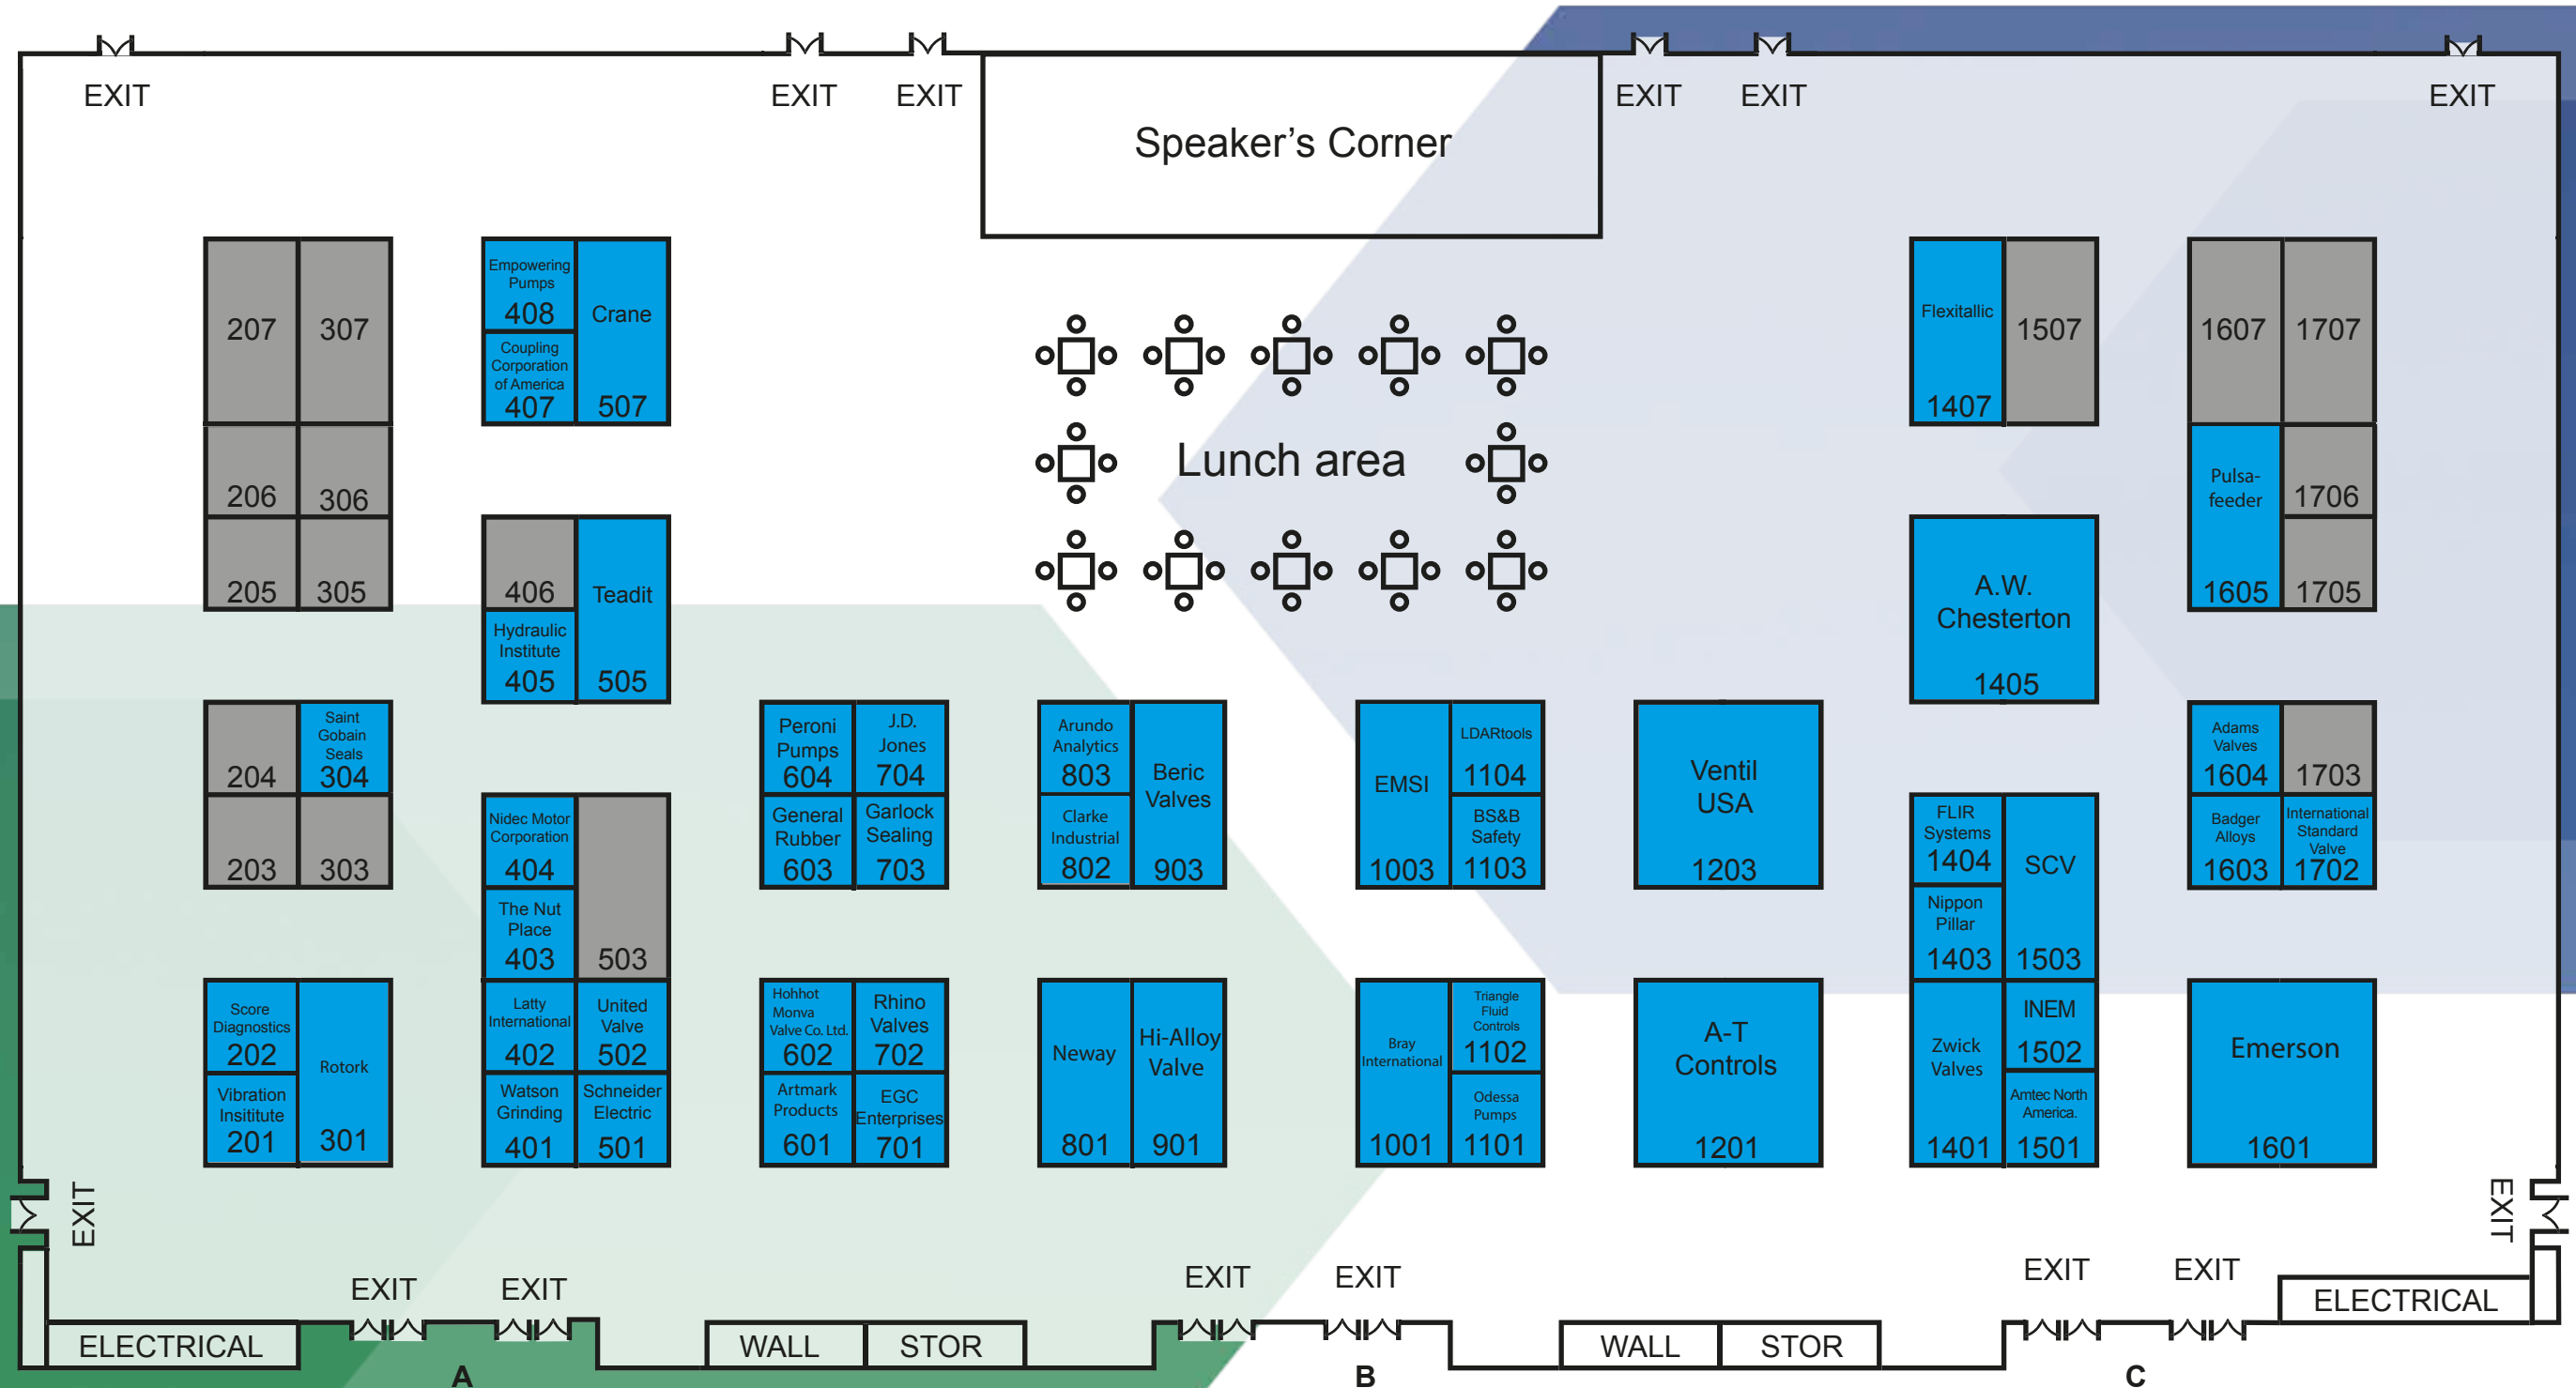 EXIT
EXIT
EXIT
EXIT
EXIT
EXIT
Speaker's Corner
207
307
206
306
205
305
Empowering
Pumps
408
Coupling
Corporation
of America
407
Crane
507
406
Hydraulic
Institute
405
Teadit
505
Lunch area
Flexitallic
1407
1507
1607
1707
Pulsa-
feeder
1605
1706
1705
A.W.
Chesterton
1405
204
Saint
Gobain
Seals
304
203
303
Nidec Motor
Corporation
404
The Nut
Place
403
503
Peroni
Pumps
604
J.D.
Jones
704
General
Rubber
603
Garlock
Sealing
703
Arundo
Analytics
803
Clarke
Industrial
802
Beric
Valves
903
EMSI
1003
LDARtools
1104
BS&B
Safety
1103
Ventil
USA
1203
FLIR
Systems
1404
Nippon
Pillar
1403
SCV
1503
Adams
Valves
1604
1703
Badger
Alloys
1603
International
Standard
Valve
1702
Score
Diagnostics
202
Vibration
Insititute
201
Rotork
301
Latty
International
402
United
Valve
502
Watson
Grinding
401
Schneider
Electric
501
Hohhot
Monva
Valve Co. Ltd.
602
Rhino
Valves
702
Artmark
Products
601
EGC
Enterprises
701
Neway
801
Hi-Alloy
Valve
901
Bray
International
1001
Triangle
Fluid
Controls
1102
Odessa
Pumps
1101
A-T
Controls
1201
Zwick
Valves
1401
INEM
1502
Amtec North
America.
1501
Emerson
1601
EXIT
EXIT
EXIT
EXIT
EXIT
EXIT
EXIT
EXIT
ELECTRICAL
WALL
STOR
WALL
STOR
ELECTRICAL
A
B
C